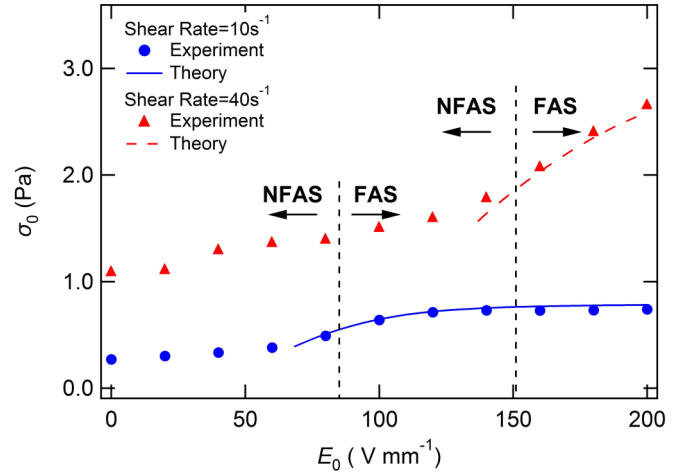 Shear Rate=10s⁻¹
Experiment
Theory
Shear Rate=40s⁻¹
Experiment
Theory
NFAS FAS
NFAS FAS
3.0
2.0
1.0
0.0
σ₀ (Pa)
0 50 100 150 200
E₀ ( V mm⁻¹)